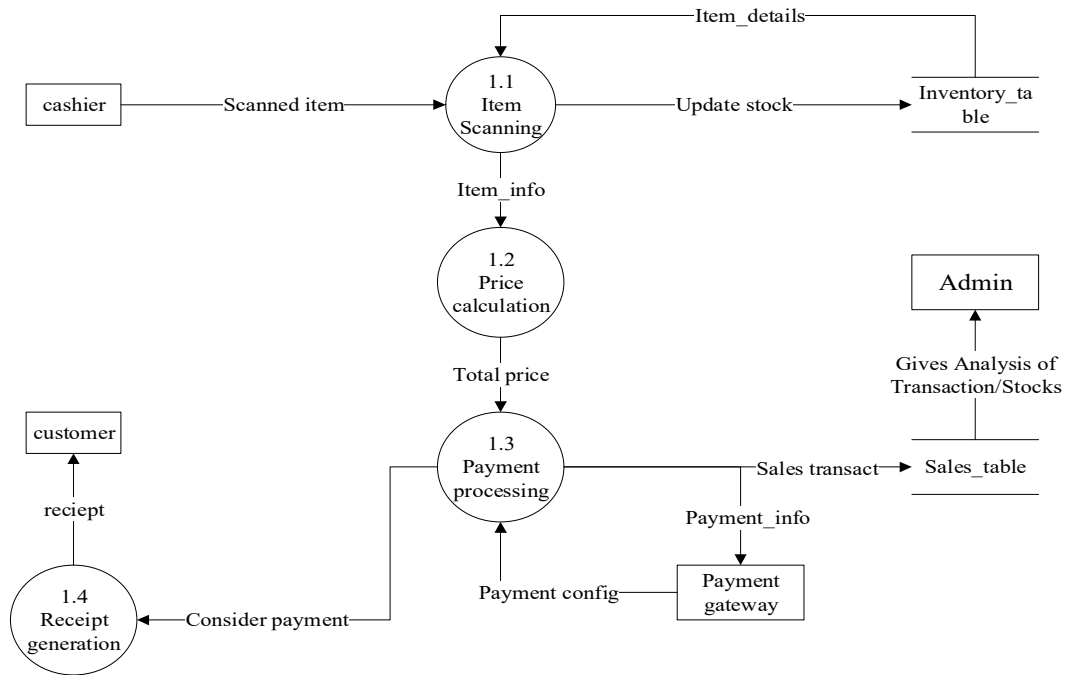 Item_details
cashier
Scanned item
1.1
Item
Scanning
Update stock
Inventory_ta
ble
Item_info
1.2
Price
calculation
Admin
Total price
Gives Analysis of
Transaction/Stocks
customer
1.3
Payment
processing
Sales transact
Sales_table
reciept
Payment_info
Payment config
Payment
gateway
1.4
Receipt
generation
Consider payment